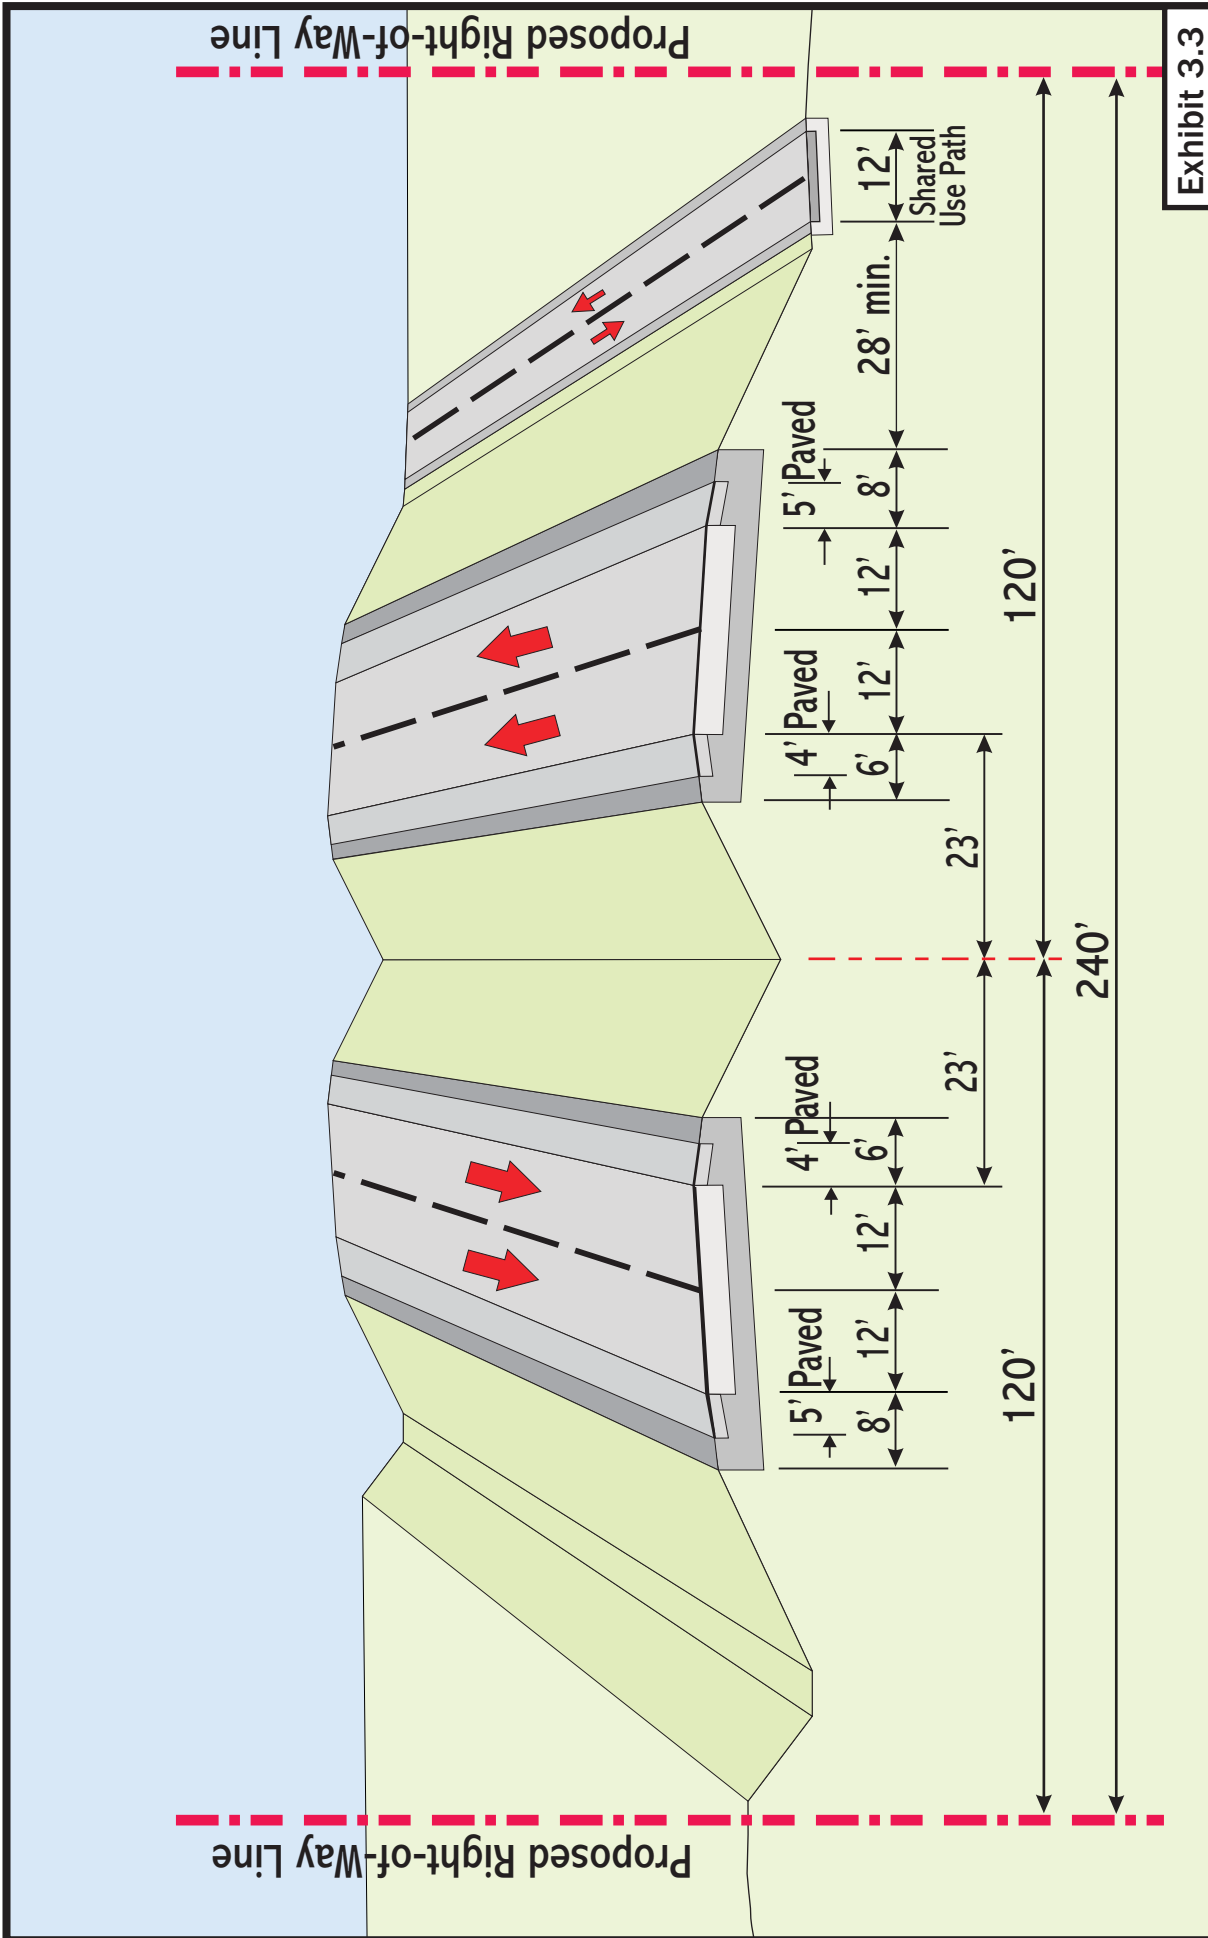 Proposed Right-of-Way Line
Proposed Right-of-Way Line
5' Paved
4' Paved
4' Paved
5' Paved
8'
12'
12'
6'
6'
12'
12'
8'
28' min.
12'
Shared
Use Path
23'
23'
120'
120'
240'
Exhibit 3.3